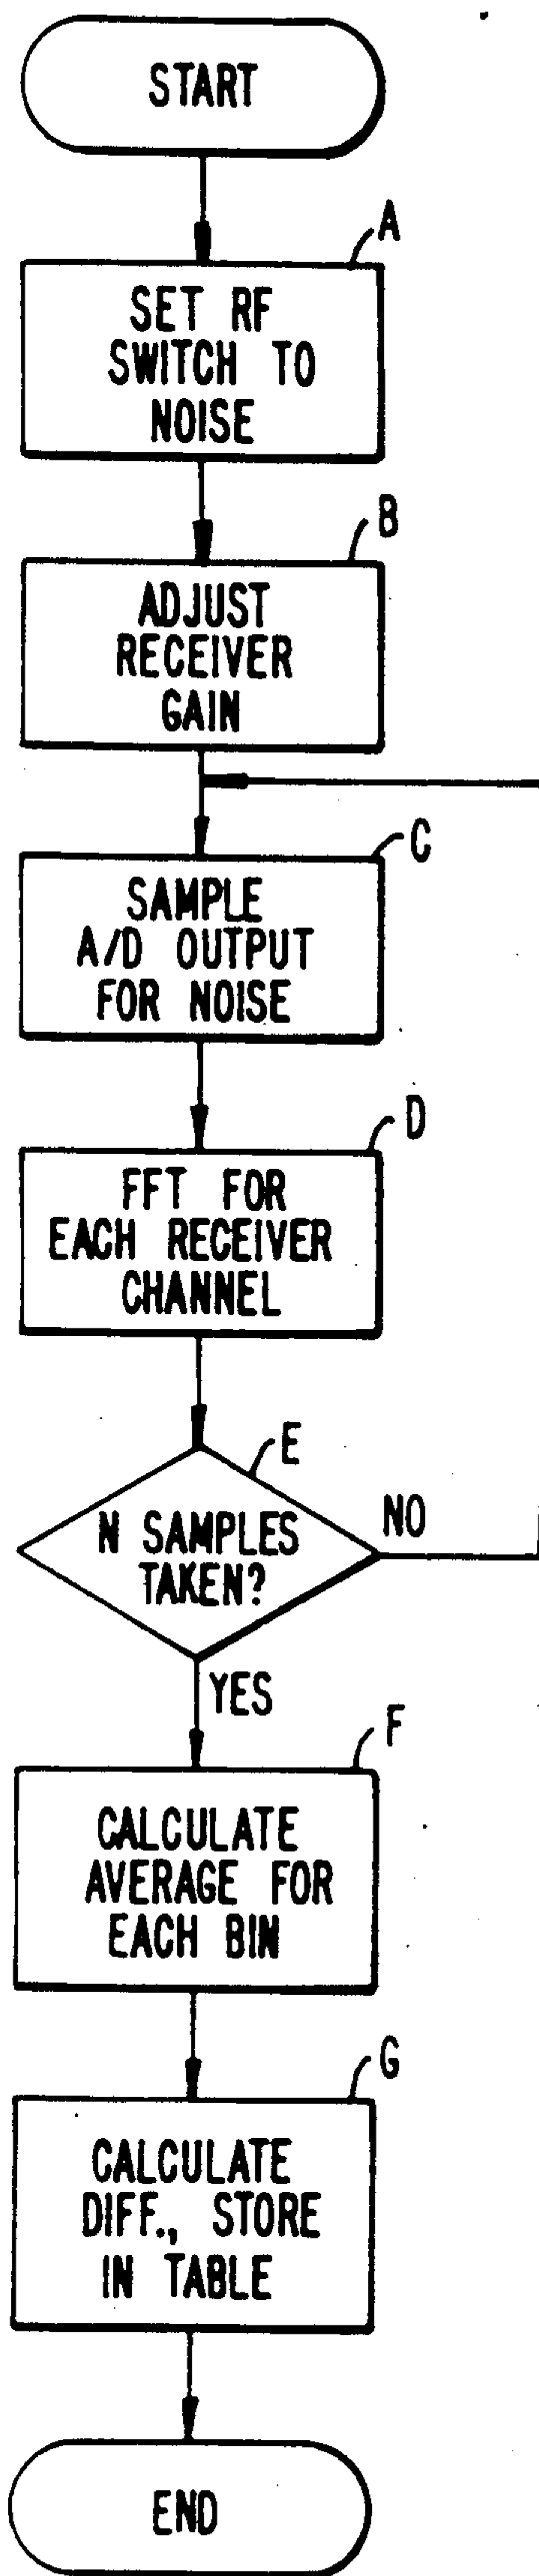 START
A
SET RF
SWITCH TO
NOISE
B
ADJUST
RECEIVER
GAIN
C
SAMPLE
A/D OUTPUT
FOR NOISE
D
FFT FOR
EACH RECEIVER
CHANNEL
E
N SAMPLES
TAKEN?
NO
YES
F
CALCULATE
AVERAGE FOR
EACH BIN
G
CALCULATE
DIFF., STORE
IN TABLE
END